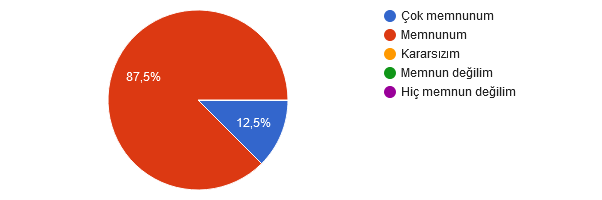 87,5%
12,5%
Çok memnunum
Memnunum
Kararsızım
Memnun değilim
Hiç memnun değilim